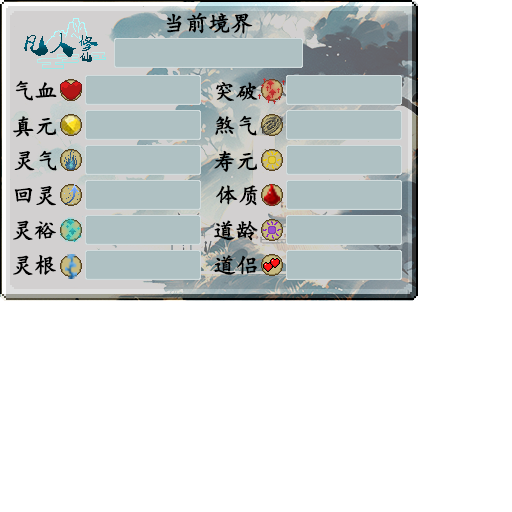 当前境界
凡人修仙
气血 突破
真元 煞气
灵气 寿元
回灵 体质
灵裕 道龄
灵根 道侣